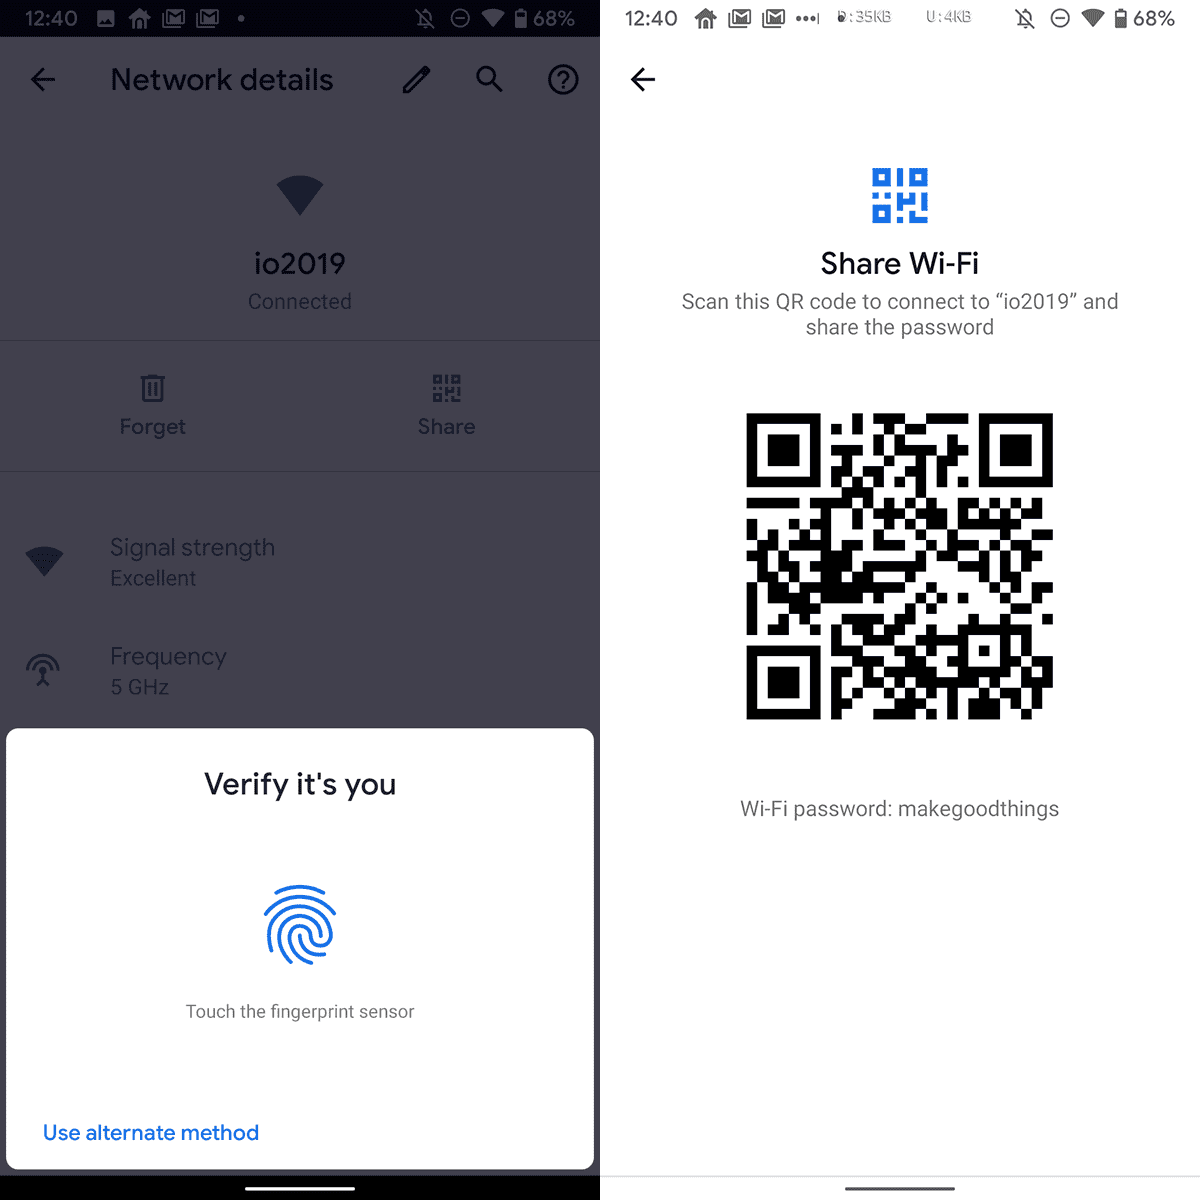 12:40
68%
Network details
io2019
Connected
Forget
Share
Signal strength
Excellent
Frequency
5 GHz
Verify it's you
Touch the fingerprint sensor
Use alternate method
12:40
D:35KB
U:4KB
68%
Share Wi-Fi
Scan this QR code to connect to “io2019” and
share the password
Wi-Fi password: makegoodthings